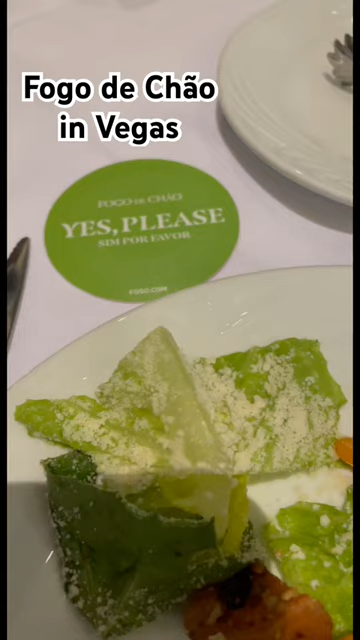 Fogo de Chão
in Vegas
FOGO DE CHÃO
YES, PLEASE
SIM POR FAVOR
FOGO.COM